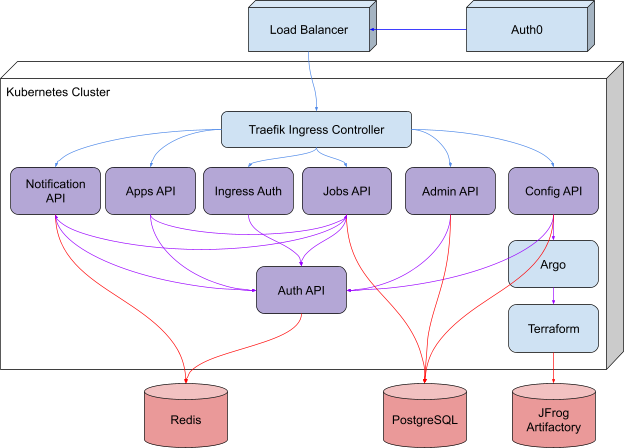 Load Balancer
Auth0
Kubernetes Cluster
Traefik Ingress Controller
Notification
API
Apps API
Ingress Auth
Jobs API
Admin API
Config API
Argo
Auth API
Terraform
Redis
PostgreSQL
JFrog
Artifactory